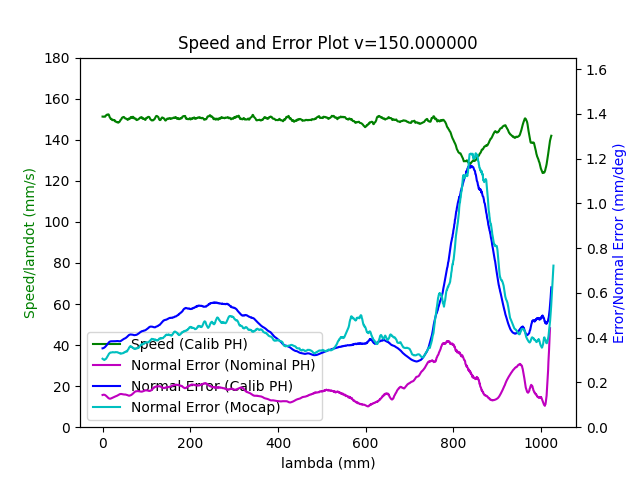 Speed and Error Plot v=150.000000
Speed/lamdot (mm/s)
180
160
140
120
100
80
60
40
20
0
1.6
1.4
1.2
1.0
0.8
0.6
0.4
0.2
0.0
Error/Normal Error (mm/deg)
Speed (Calib PH)
Normal Error (Nominal PH)
Normal Error (Calib PH)
Normal Error (Mocap)
0 200 400 600 800 1000
lambda (mm)